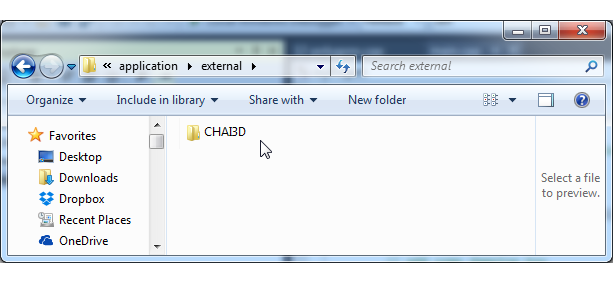 « application external
Search external
Organize Include in library Share with New folder
Favorites
Desktop
Downloads
Dropbox
Recent Places
OneDrive
CHAI3D
Select a file
to preview.